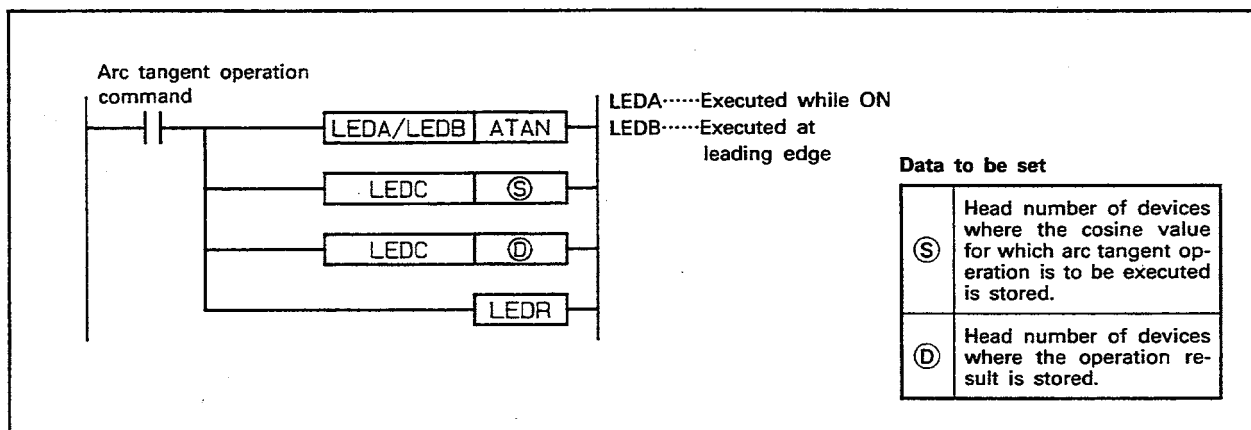 Arc tangent operation
command
LEDA/LEDB ATAN
LEDA……Executed while ON
LEDB……Executed at
leading edge
LEDC Ⓢ
LEDC Ⓓ
LEDR
Data to be set
Ⓢ
Head number of devices
where the cosine value
for which arc tangent op-
eration is to be executed
is stored.
Ⓓ
Head number of devices
where the operation re-
sult is stored.